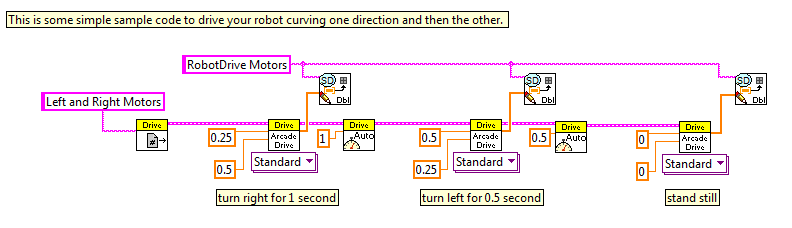 This is some simple sample code to drive your robot curving one direction and then the other.
RobotDrive Motors
SD
Dbl
SD
Dbl
SD
Dbl
Left and Right Motors
Drive
#
0.25
Drive
Arcade
Drive
0.5
Standard
1
Drive
Auto
0.5
Drive
Arcade
Drive
0.25
Standard
0.5
Drive
Auto
0
Drive
Arcade
Drive
0
Standard
turn right for 1 second
turn left for 0.5 second
stand still